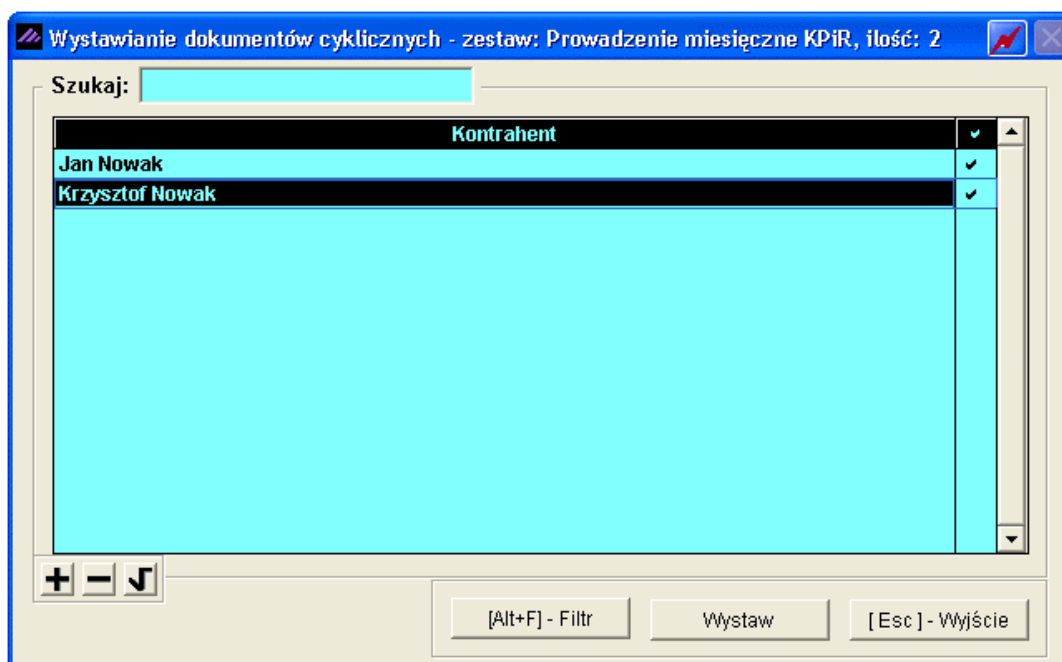 Wystawianie dokumentów cyklicznych - zestaw: Prowadzenie miesięczne KPiR, ilość: 2
Szukaj:
Kontrahent
Jan Nowak
Krzysztof Nowak
[Alt+F] - Filtr Wystaw [ Esc ] - Wyjście